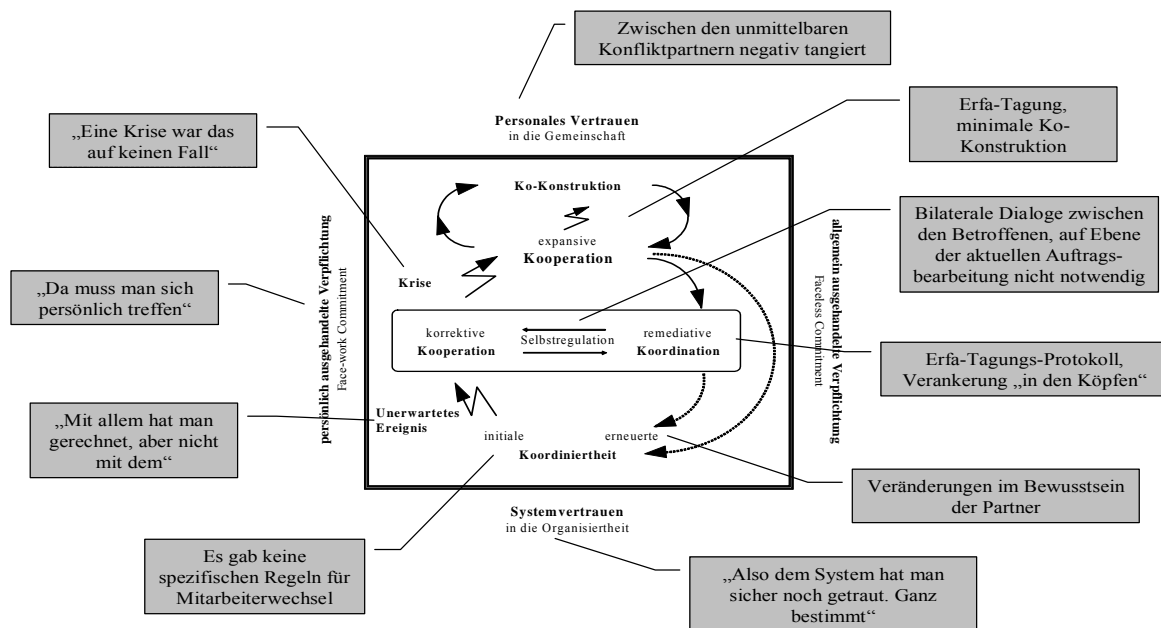 Zwischen den unmittelbaren
Konfliktpartnern negativ tangiert
Erfa-Tagung,
minimale Ko-
Konstruktion
„Eine Krise war das
auf keinen Fall“
Personales Vertrauen
in die Gemeinschaft
Ko-Konstruktion
expansive
Kooperation
Krise
Bilaterale Dialoge zwischen
den Betroffenen, auf Ebene
der aktuellen Auftrags-
bearbeitung nicht notwendig
„Da muss man sich
persönlich treffen“
persönlich ausgehandelte Verpflichtung
Face-work Commitment
allgemein ausgehandelte Verpflichtung
Faceless Commitment
korrektive
Kooperation
Selbstregulation
remediative
Koordination
Erfa-Tagungs-Protokoll,
Verankerung „in den Köpfen“
„Mit allem hat man
gerechnet, aber nicht
mit dem“
Unerwartetes
Ereignis
initiale
erneuerte
Koordiniertheit
Veränderungen im Bewusstsein
der Partner
Systemvertrauen
in die Organisiertheit
Es gab keine
spezifischen Regeln für
Mitarbeiterwechsel
„Also dem System hat man
sicher noch getraut. Ganz
bestimmt“